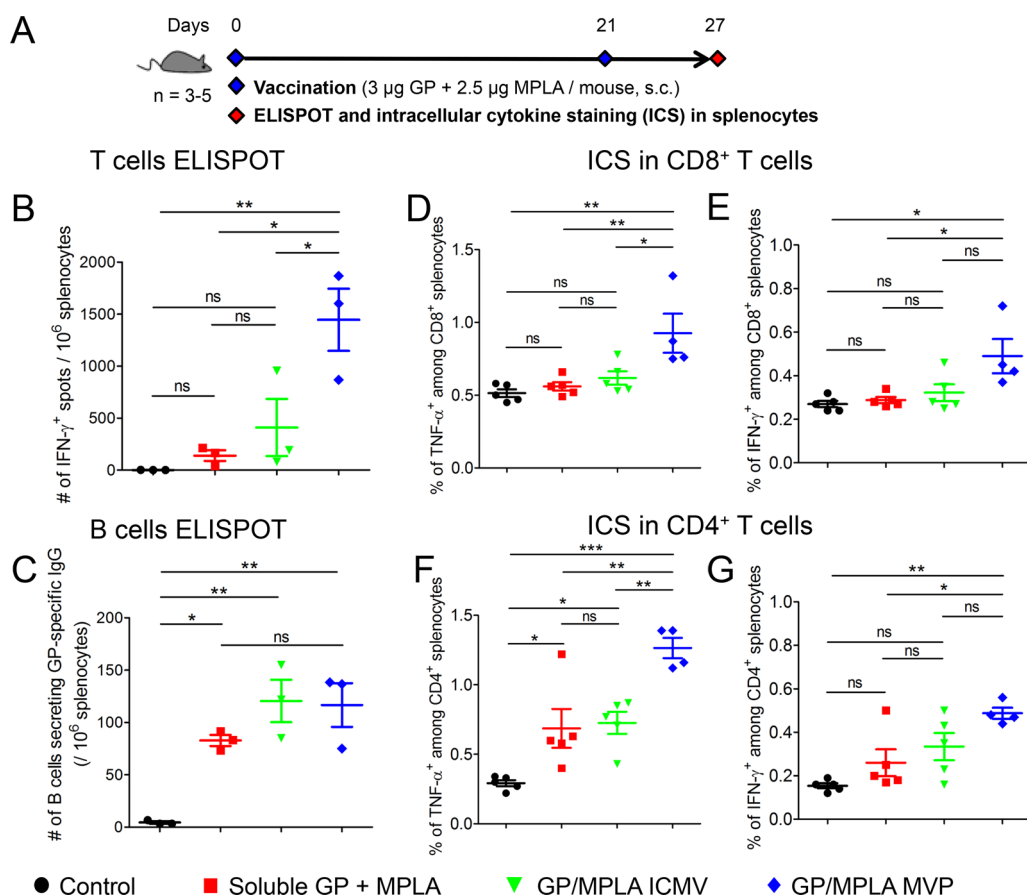 A
Days 0 21 27
n = 3-5
Vaccination (3 µg GP + 2.5 µg MPLA / mouse, s.c.)
ELISPOT and intracellular cytokine staining (ICS) in splenocytes
T cells ELISPOT
ICS in CD8+ T cells
B
# of IFN-γ+ spots / 10^6 splenocytes
2000
1500
1000
500
0
**
*
*
ns
ns
ns
D
% of TNF-α+ among CD8+ splenocytes
1.5
1.0
0.5
0.0
**
**
*
ns
ns
ns
E
% of IFN-γ+ among CD8+ splenocytes
1.0
0.8
0.6
0.4
0.2
0.0
*
*
ns
ns
ns
ns
B cells ELISPOT
ICS in CD4+ T cells
C
# of B cells secreting GP-specific IgG
(/ 10^6 splenocytes)
200
150
100
50
0
**
**
*
ns
F
% of TNF-α+ among CD4+ splenocytes
1.5
1.0
0.5
0.0
***
**
**
*
ns
*
G
% of IFN-γ+ among CD4+ splenocytes
1.0
0.8
0.6
0.4
0.2
0.0
**
*
ns
ns
ns
ns
Control Soluble GP + MPLA GP/MPLA ICMV GP/MPLA MVP